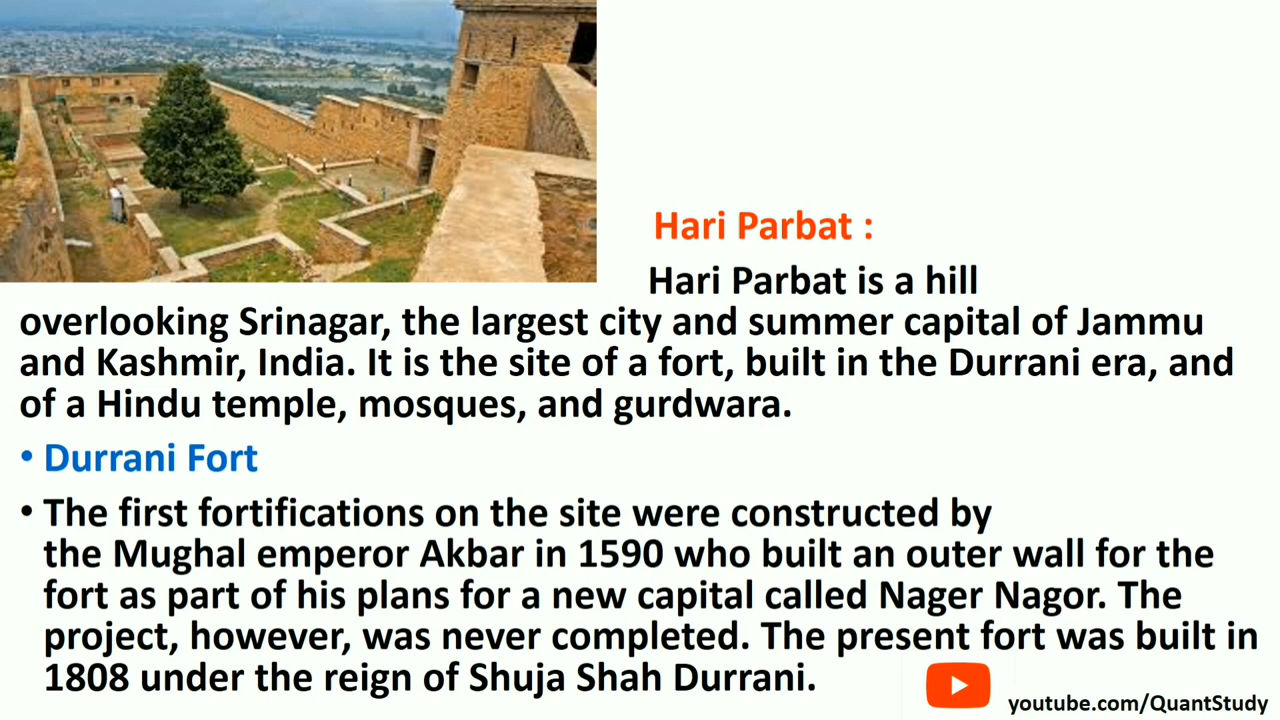 Hari Parbat :
Hari Parbat is a hill
overlooking Srinagar, the largest city and summer capital of Jammu
and Kashmir, India. It is the site of a fort, built in the Durrani era, and
of a Hindu temple, mosques, and gurdwara.
• Durrani Fort
• The first fortifications on the site were constructed by
the Mughal emperor Akbar in 1590 who built an outer wall for the
fort as part of his plans for a new capital called Nager Nagor. The
project, however, was never completed. The present fort was built in
1808 under the reign of Shuja Shah Durrani.
youtube.com/QuantStudy